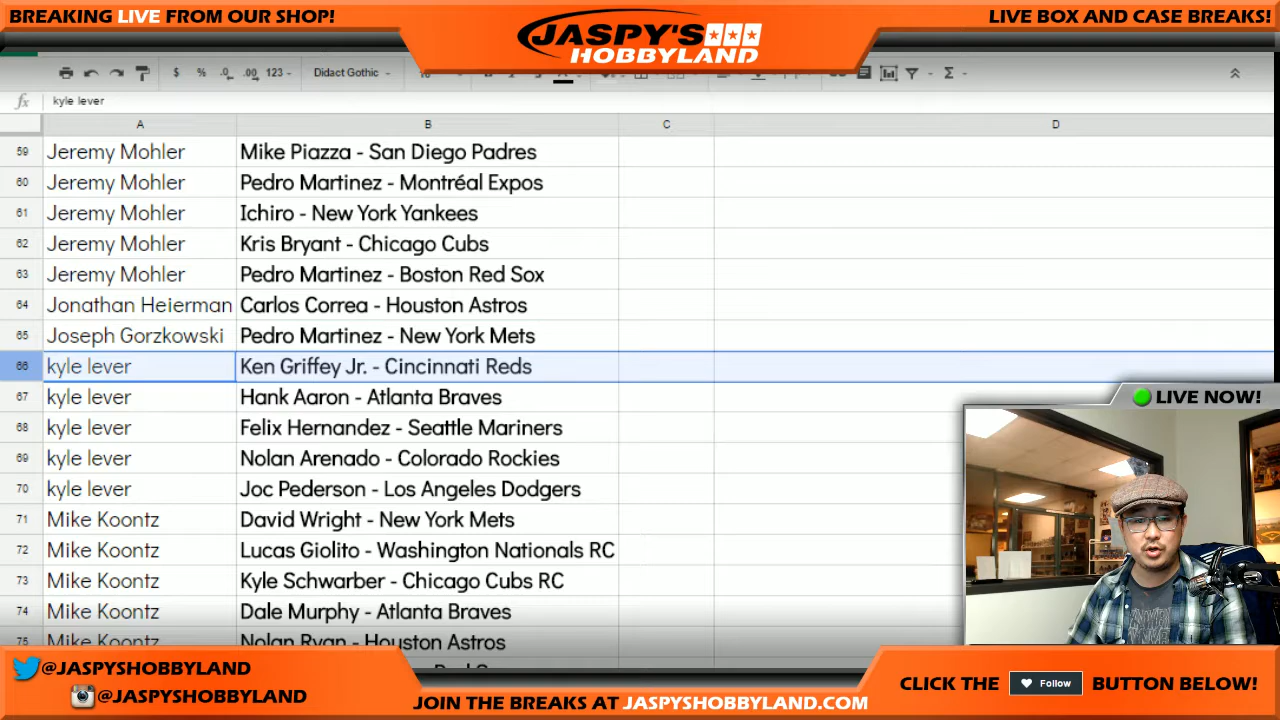 BREAKING LIVE FROM OUR SHOP!
JASPY'S
HOBBYLAND
LIVE BOX AND CASE BREAKS!
$ % .0 .00 123 Didact Gothic
fx kyle lever
A B C D
59 Jeremy Mohler Mike Piazza - San Diego Padres
60 Jeremy Mohler Pedro Martinez - Montréal Expos
61 Jeremy Mohler Ichiro - New York Yankees
62 Jeremy Mohler Kris Bryant - Chicago Cubs
63 Jeremy Mohler Pedro Martinez - Boston Red Sox
64 Jonathan Heierman Carlos Correa - Houston Astros
65 Joseph Gorzkowski Pedro Martinez - New York Mets
66 kyle lever Ken Griffey Jr. - Cincinnati Reds
67 kyle lever Hank Aaron - Atlanta Braves
68 kyle lever Felix Hernandez - Seattle Mariners
69 kyle lever Nolan Arenado - Colorado Rockies
70 kyle lever Joc Pederson - Los Angeles Dodgers
71 Mike Koontz David Wright - New York Mets
72 Mike Koontz Lucas Giolito - Washington Nationals RC
73 Mike Koontz Kyle Schwarber - Chicago Cubs RC
74 Mike Koontz Dale Murphy - Atlanta Braves
75 Mike Koontz Nolan Ryan - Houston Astros
LIVE NOW!
@JASPYSHOBBYLAND
@JASPYSHOBBYLAND
JOIN THE BREAKS AT JASPYSHOBBYLAND.COM
CLICK THE Follow BUTTON BELOW!